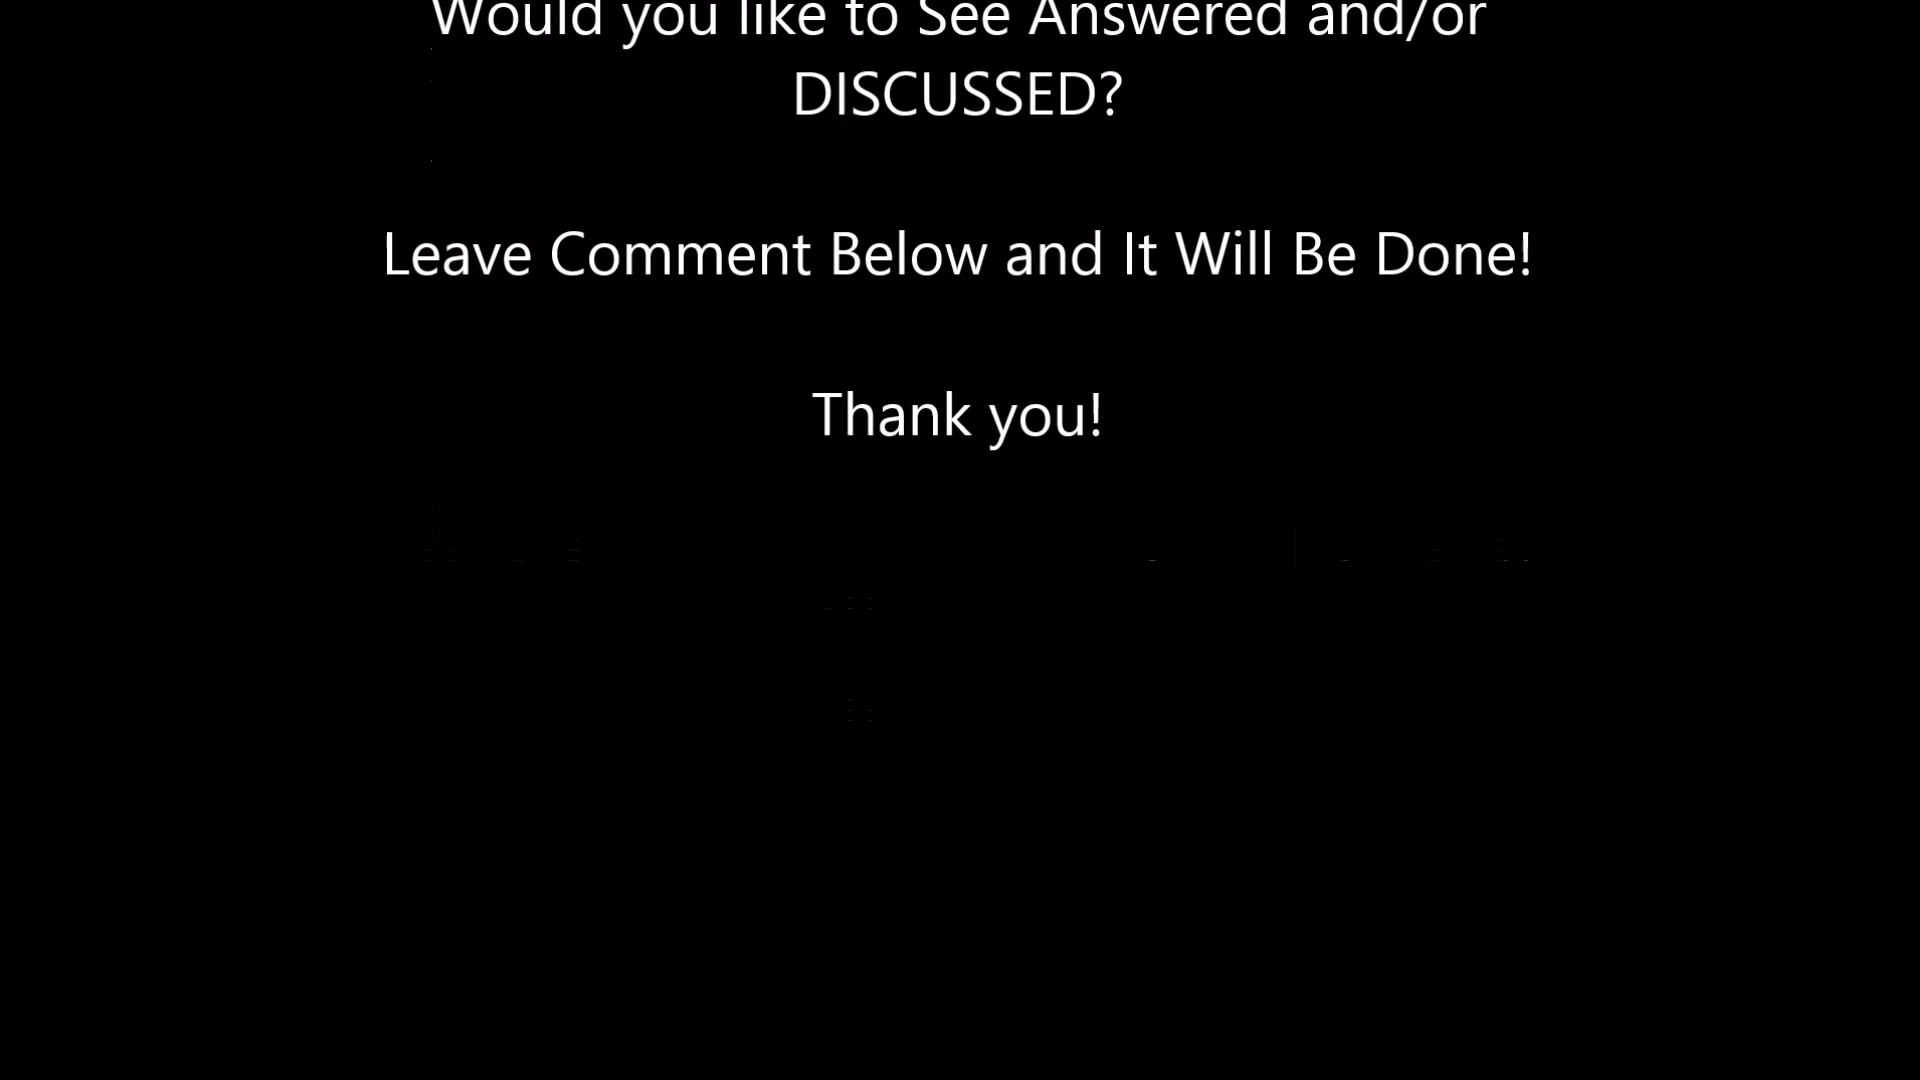 Would you like to See Answered and/or
DISCUSSED?
Leave Comment Below and It Will Be Done!
Thank you!